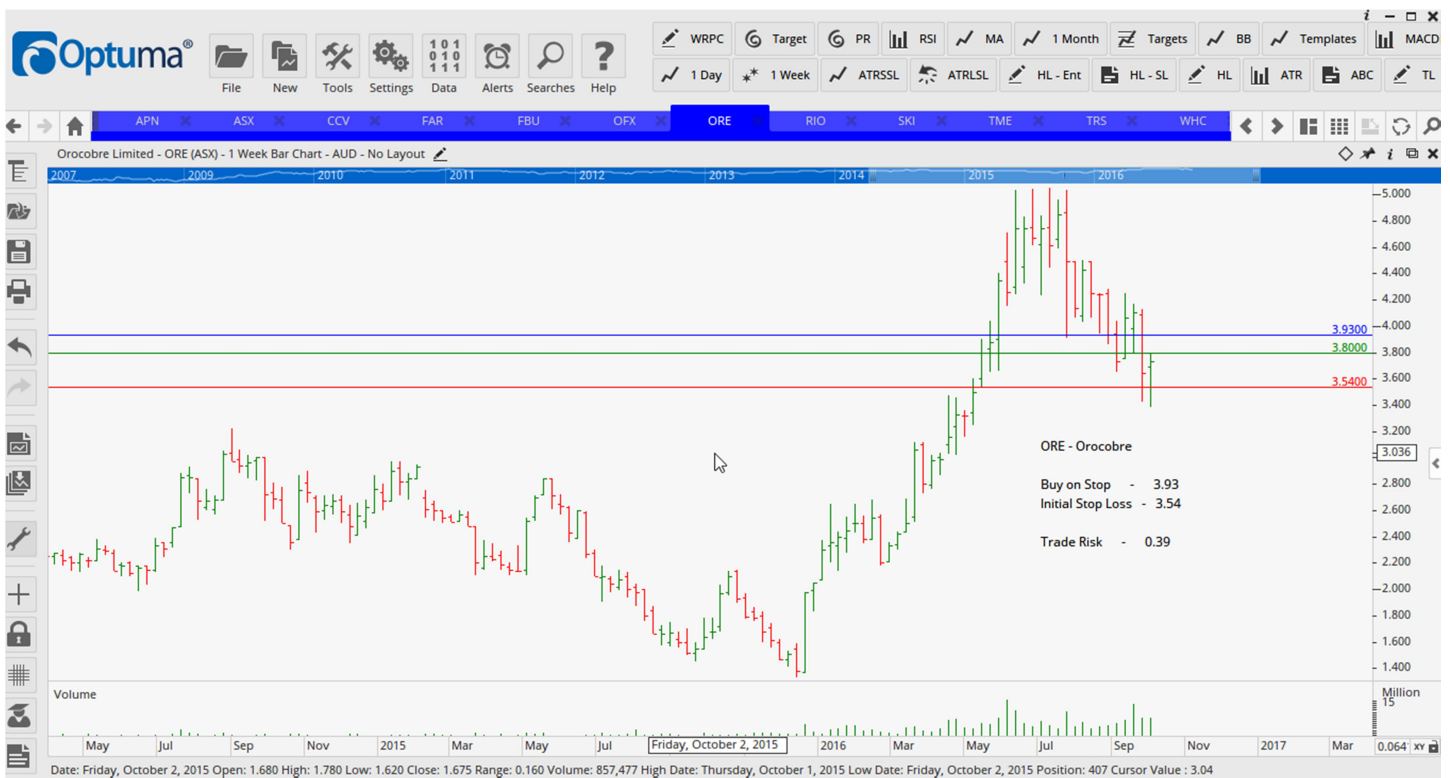 Optuma®
File New Tools Settings Data Alerts Searches Help
WRPC Target PR RSI MA 1 Month Targets BB Templates MACD
1 Day 1 Week ATRSSL ATRLSL HL - Ent HL - SL HL ATR ABC TL
APN ASX CCV FAR FBU OFX ORE RIO SKI TME TRS WHC
Orocobre Limited - ORE (ASX) - 1 Week Bar Chart - AUD - No Layout
2007 2009 2010 2011 2012 2013 2014 2015 2016
5.000
4.800
4.600
4.400
4.200
4.000
3.9300
3.8000
3.800
3.600
3.5400
3.400
3.200
ORE - Orocobre
3.036
Buy on Stop - 3.93
2.800
Initial Stop Loss - 3.54
2.600
Trade Risk - 0.39
2.400
2.200
2.000
1.800
1.600
1.400
Volume
Million
15
May Jul Sep Nov 2015 Mar May Jul Friday, October 2, 2015 2016 Mar May Jul Sep Nov 2017 Mar 0.064 XY
Date: Friday, October 2, 2015 Open: 1.680 High: 1.780 Low: 1.620 Close: 1.675 Range: 0.160 Volume: 857,477 High Date: Thursday, October 1, 2015 Low Date: Friday, October 2, 2015 Position: 407 Cursor Value : 3.04